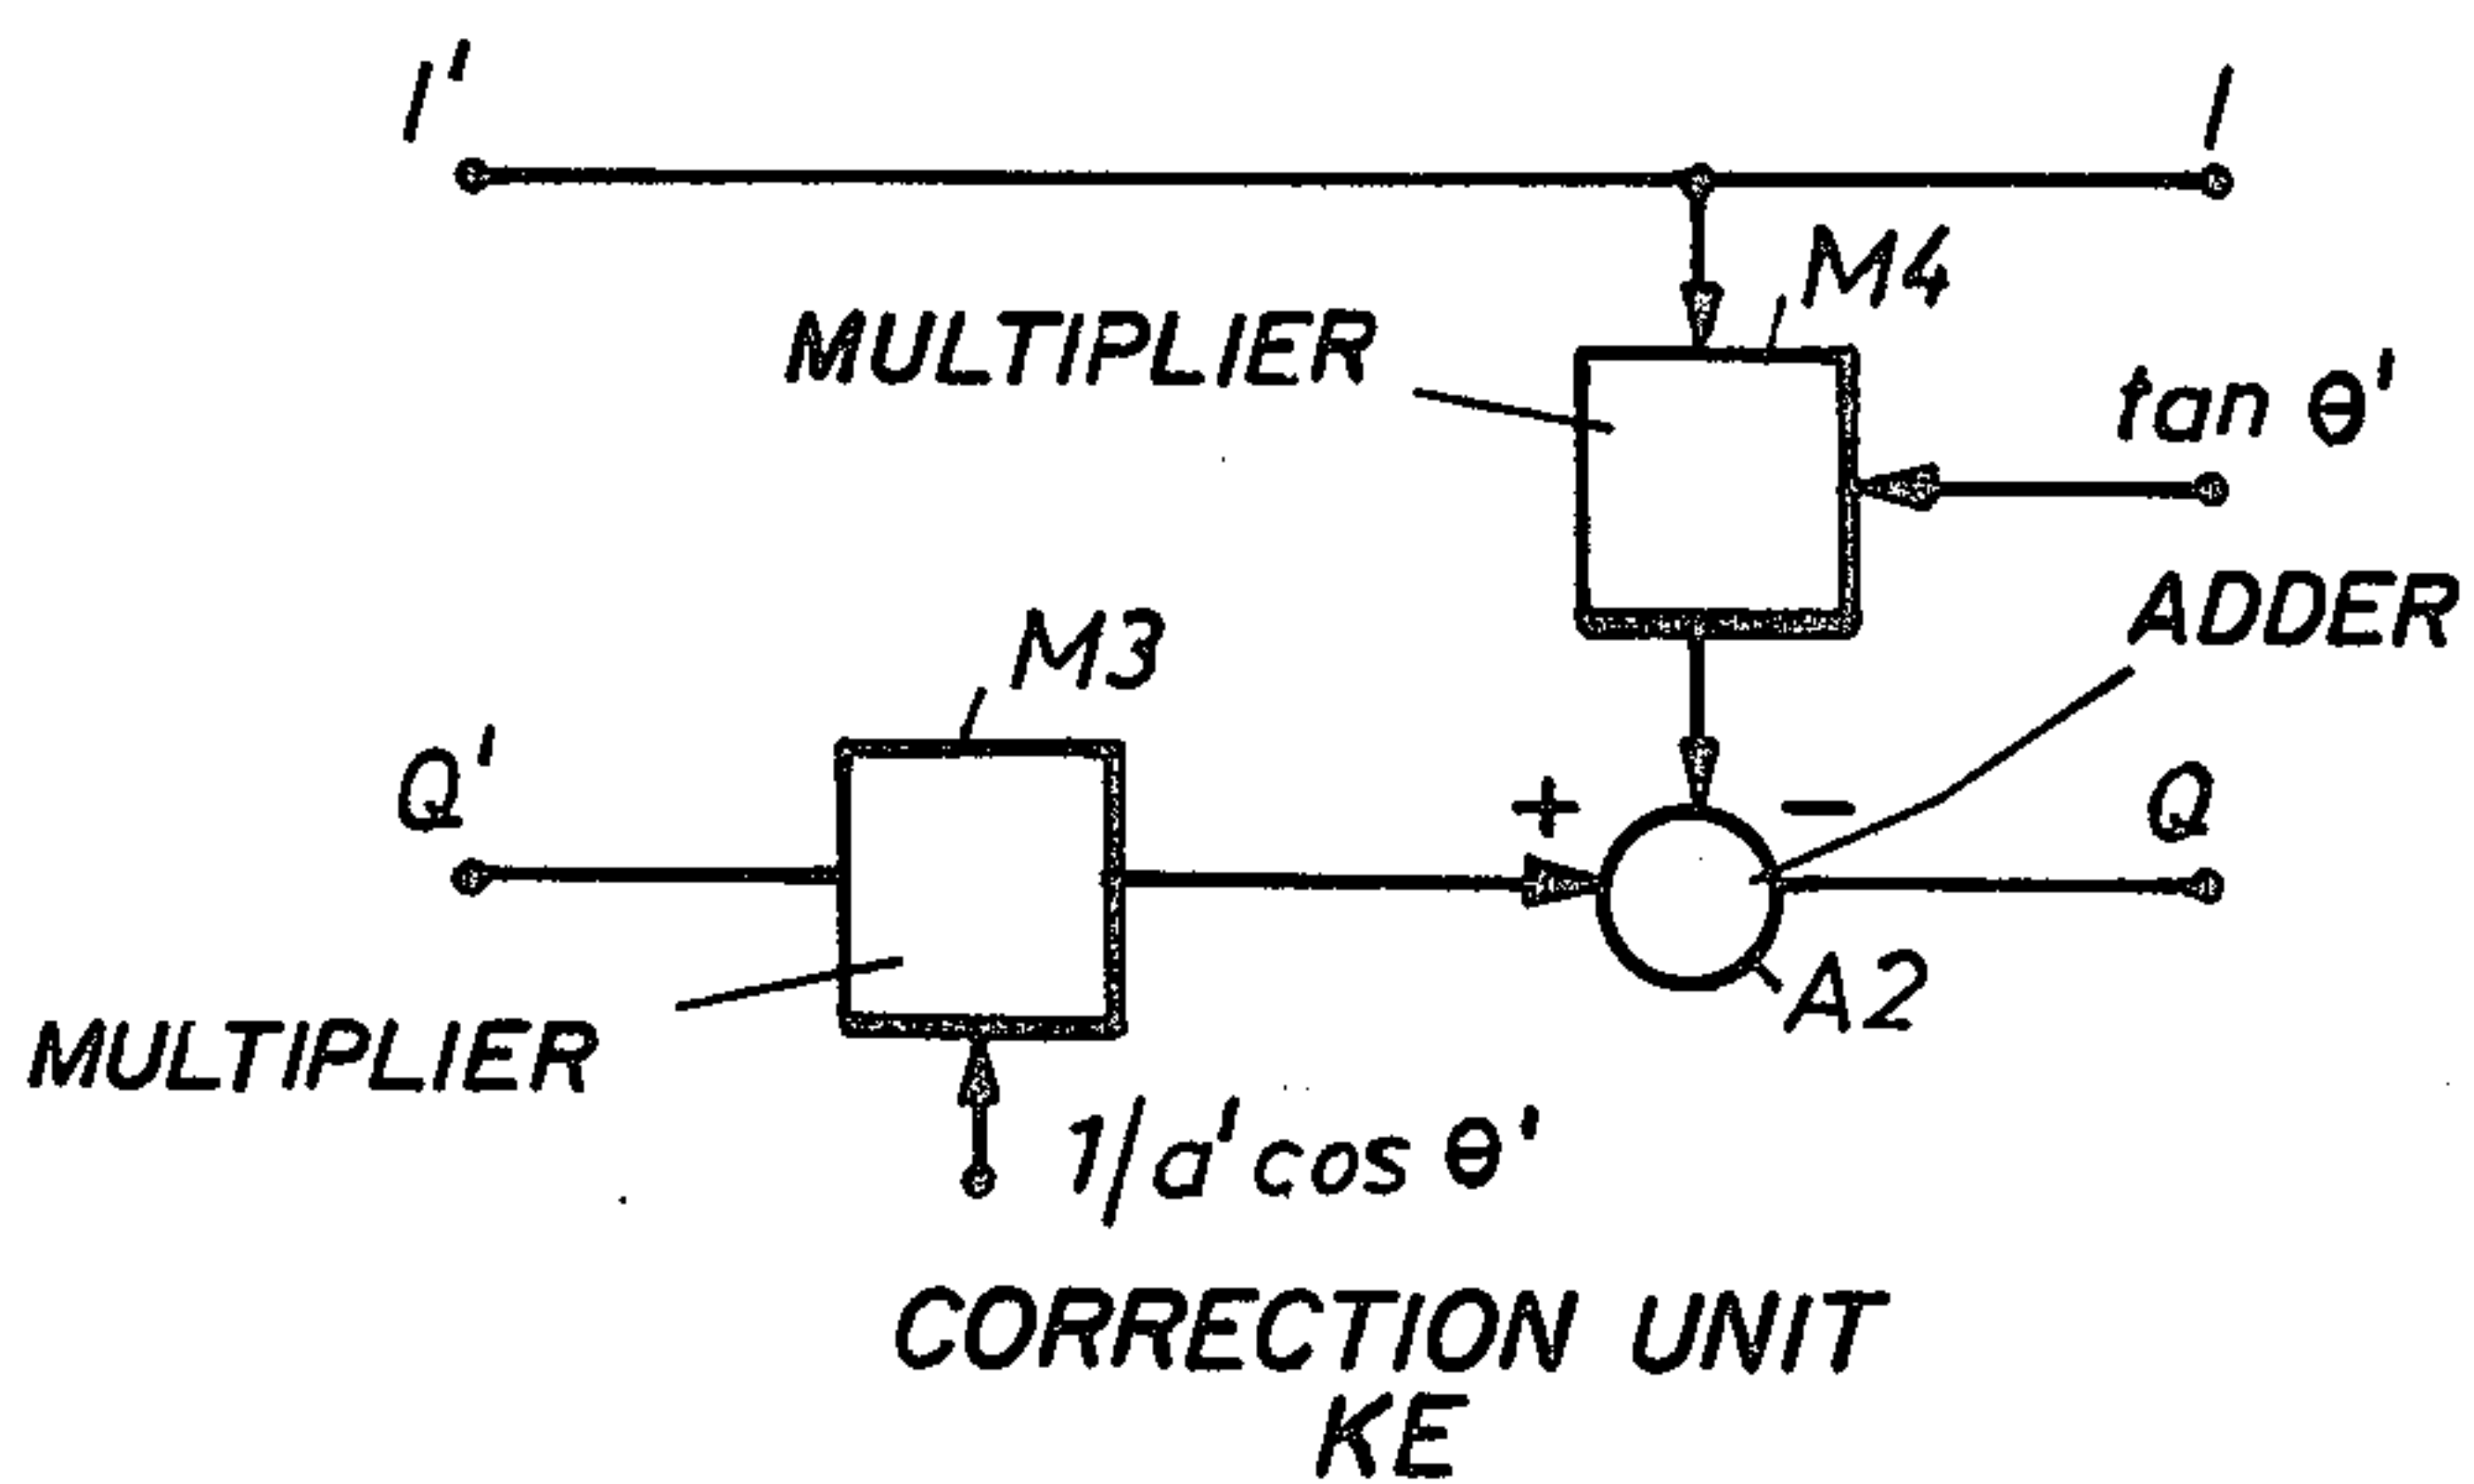 I'
I
M4
MULTIPLIER
tan θ'
ADDER
M3
Q'
+
−
Q
A2
MULTIPLIER
1/a' cos θ'
CORRECTION UNIT
KE